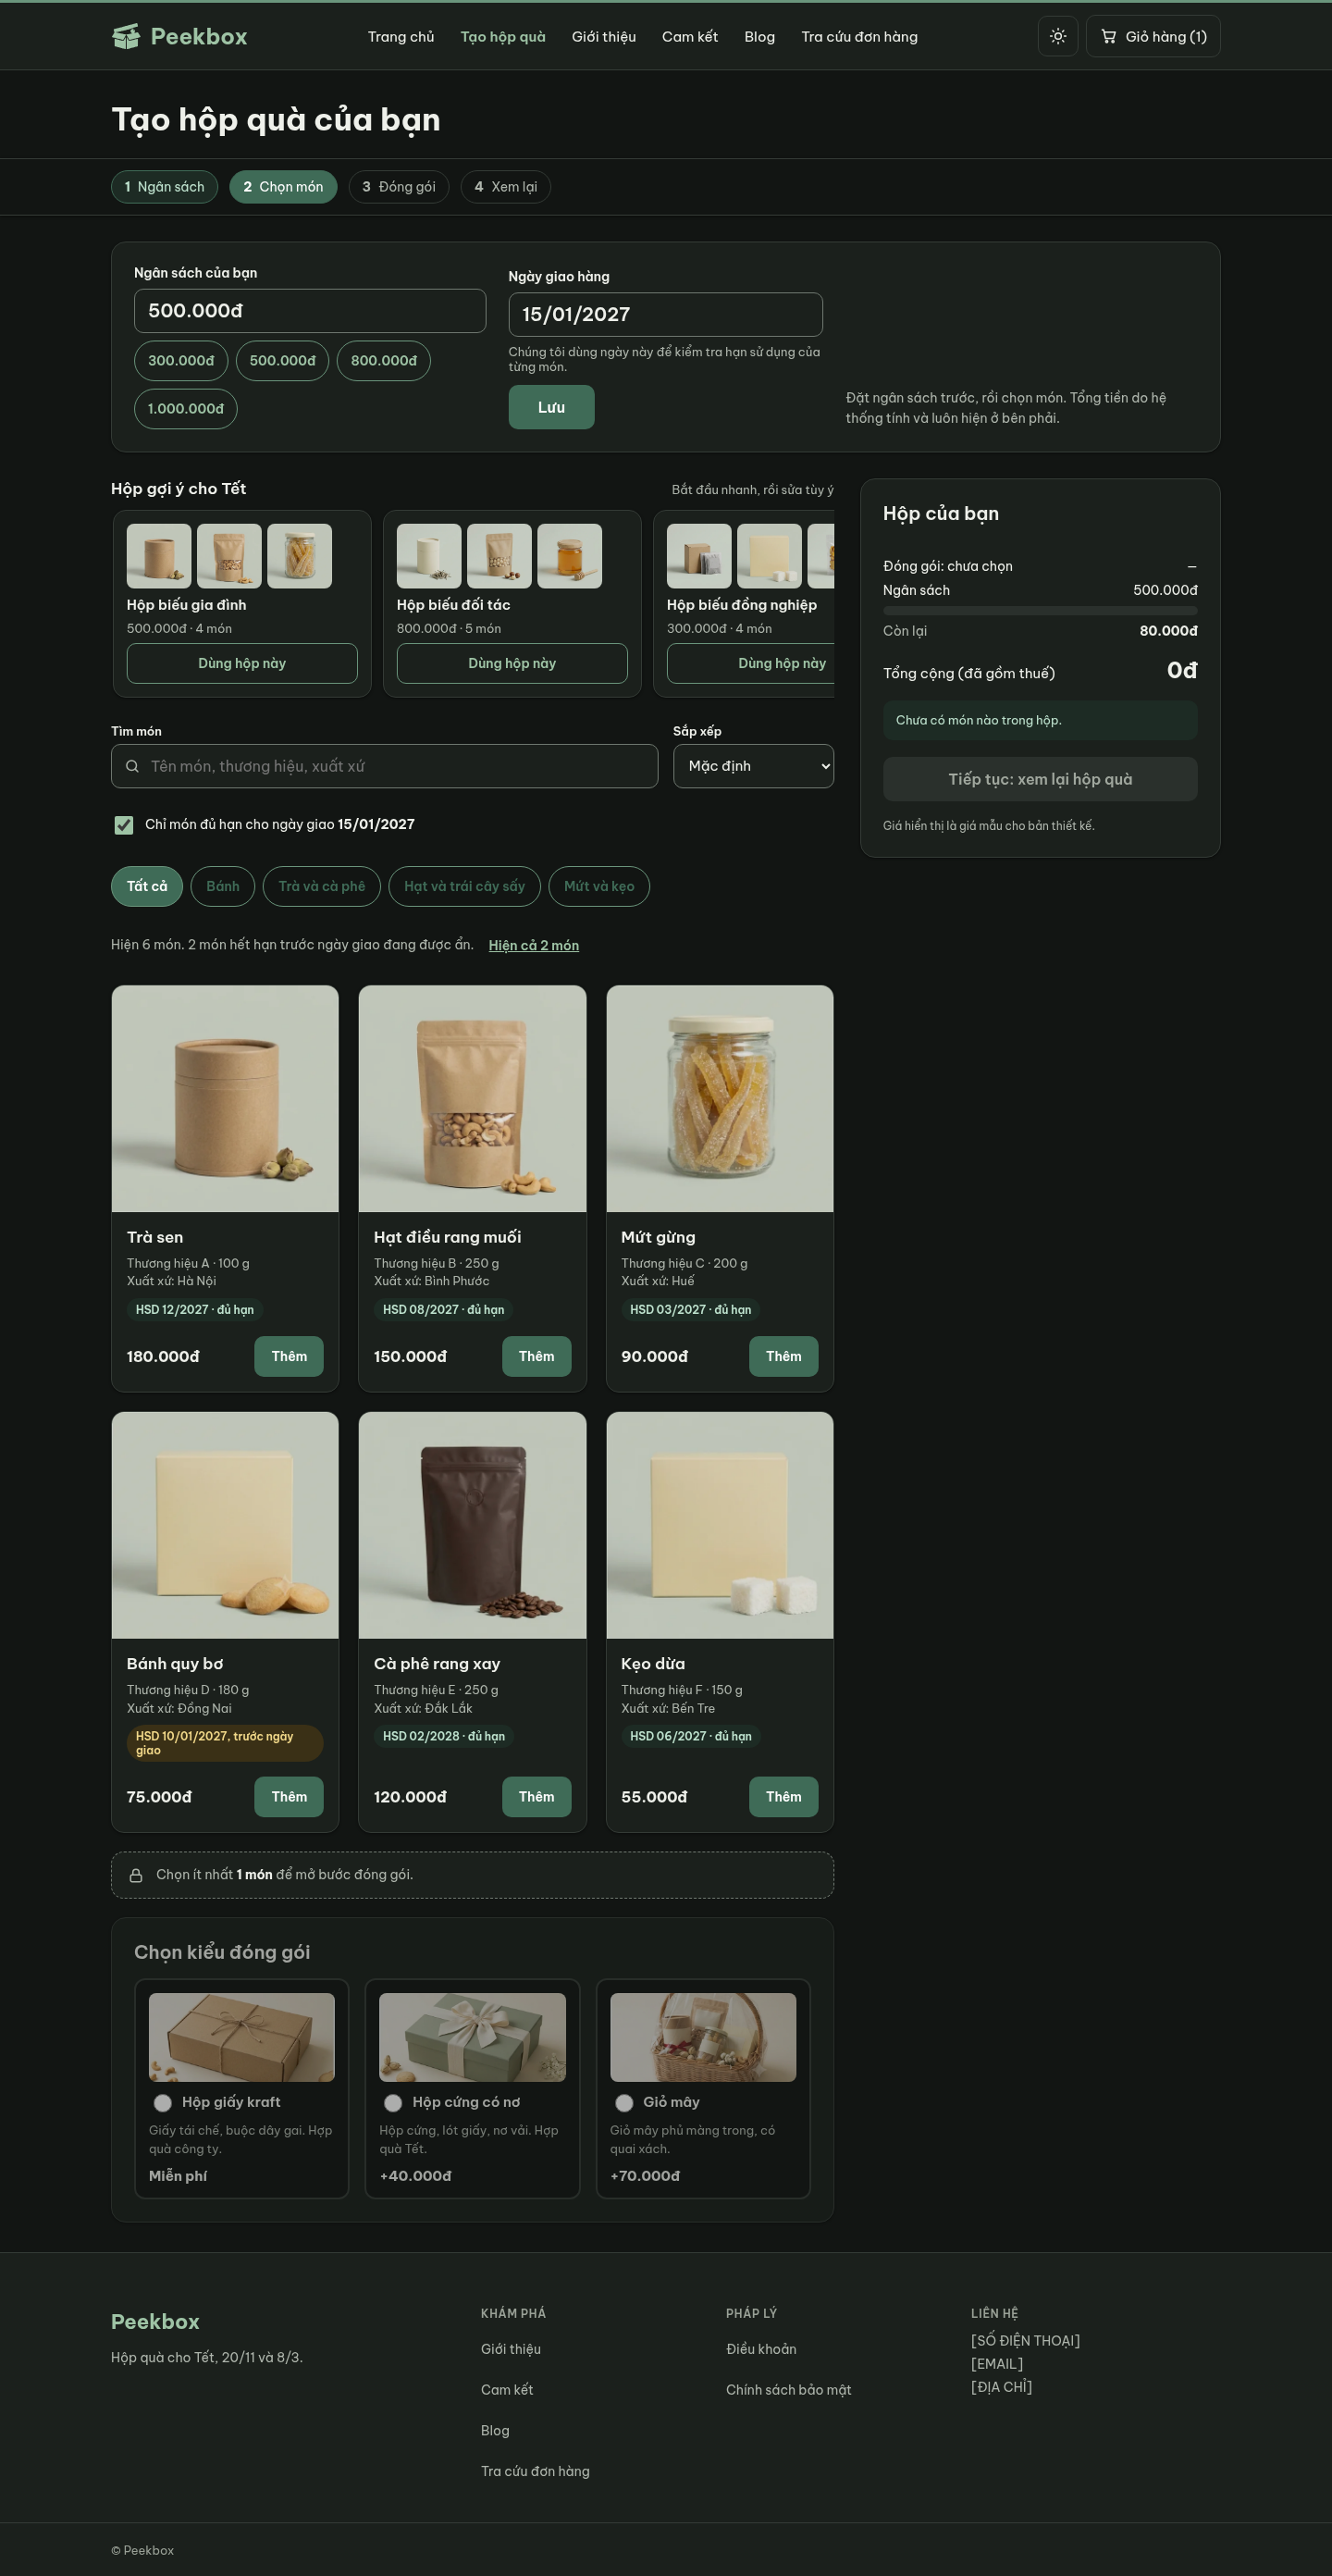 Peekbox
Trang chủ
Tạo hộp quà
Giới thiệu
Cam kết
Blog
Tra cứu đơn hàng
Giỏ hàng (1)
Tạo hộp quà của bạn
1 Ngân sách
2 Chọn món
3 Đóng gói
4 Xem lại
Ngân sách của bạn
500.000đ
300.000đ
500.000đ
800.000đ
1.000.000đ
Ngày giao hàng
15/01/2027
Chúng tôi dùng ngày này để kiểm tra hạn sử dụng của
từng món.
Lưu
Đặt ngân sách trước, rồi chọn món. Tổng tiền do hệ
thống tính và luôn hiện ở bên phải.
Hộp gợi ý cho Tết
Bắt đầu nhanh, rồi sửa tùy ý
Hộp biếu gia đình
500.000đ · 4 món
Dùng hộp này
Hộp biếu đối tác
800.000đ · 5 món
Dùng hộp này
Hộp biếu đồng nghiệp
300.000đ · 4 món
Dùng hộp này
Hộp của bạn
Đóng gói: chưa chọn
–
Ngân sách
500.000đ
Còn lại
80.000đ
Tổng cộng (đã gồm thuế)
0đ
Chưa có món nào trong hộp.
Tiếp tục: xem lại hộp quà
Giá hiển thị là giá mẫu cho bản thiết kế.
Tìm món
Tên món, thương hiệu, xuất xứ
Sắp xếp
Mặc định
Chỉ món đủ hạn cho ngày giao 15/01/2027
Tất cả
Bánh
Trà và cà phê
Hạt và trái cây sấy
Mứt và kẹo
Hiện 6 món. 2 món hết hạn trước ngày giao đang được ẩn.
Hiện cả 2 món
Trà sen
Thương hiệu A · 100 g
Xuất xứ: Hà Nội
HSD 12/2027 · đủ hạn
180.000đ
Thêm
Hạt điều rang muối
Thương hiệu B · 250 g
Xuất xứ: Bình Phước
HSD 08/2027 · đủ hạn
150.000đ
Thêm
Mứt gừng
Thương hiệu C · 200 g
Xuất xứ: Huế
HSD 03/2027 · đủ hạn
90.000đ
Thêm
Bánh quy bơ
Thương hiệu D · 180 g
Xuất xứ: Đồng Nai
HSD 10/01/2027, trước ngày
giao
75.000đ
Thêm
Cà phê rang xay
Thương hiệu E · 250 g
Xuất xứ: Đắk Lắk
HSD 02/2028 · đủ hạn
120.000đ
Thêm
Kẹo dừa
Thương hiệu F · 150 g
Xuất xứ: Bến Tre
HSD 06/2027 · đủ hạn
55.000đ
Thêm
Chọn ít nhất 1 món để mở bước đóng gói.
Chọn kiểu đóng gói
Hộp giấy kraft
Giấy tái chế, buộc dây gai. Hợp
quà công ty.
Miễn phí
Hộp cứng có nơ
Hộp cứng, lót giấy, nơ vải. Hợp
quà Tết.
+40.000đ
Giỏ mây
Giỏ mây phủ màng trong, có
quai xách.
+70.000đ
Peekbox
Hộp quà cho Tết, 20/11 và 8/3.
KHÁM PHÁ
Giới thiệu
Cam kết
Blog
Tra cứu đơn hàng
PHÁP LÝ
Điều khoản
Chính sách bảo mật
LIÊN HỆ
[SỐ ĐIỆN THOẠI]
[EMAIL]
[ĐỊA CHỈ]
© Peekbox